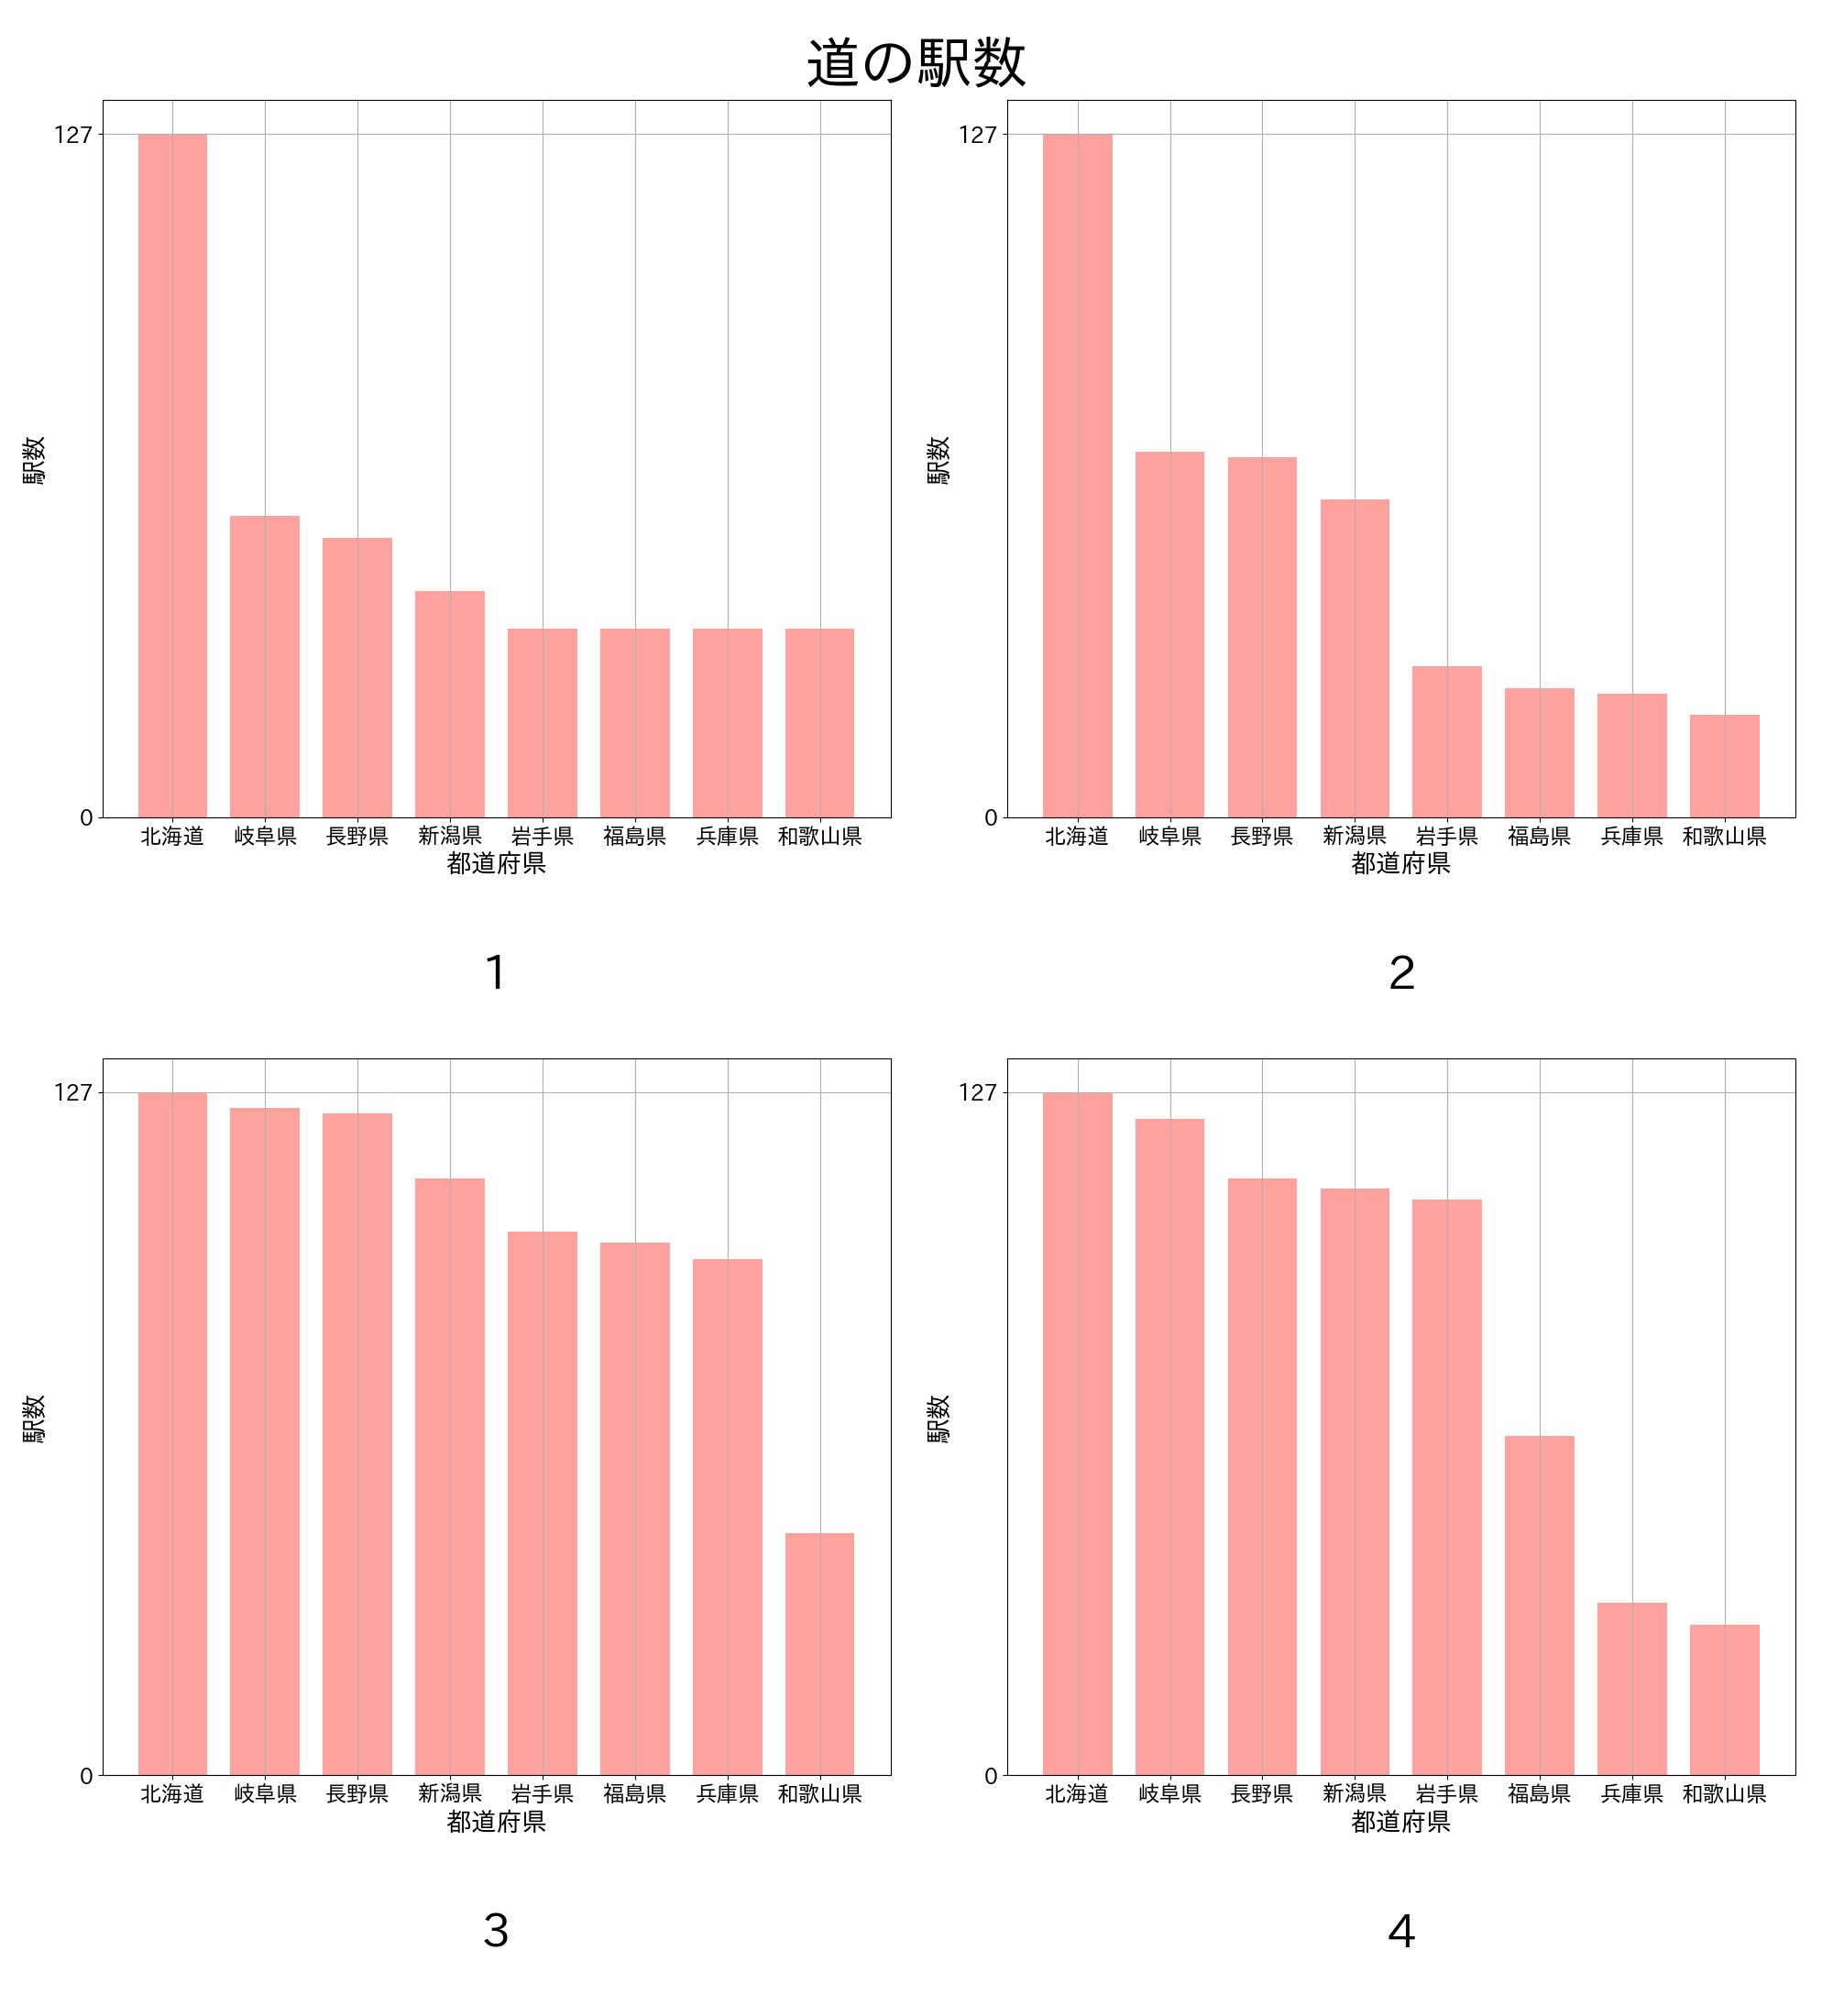 道の駅数
127
0
駅数
北海道 岐阜県 長野県 新潟県 岩手県 福島県 兵庫県 和歌山県
都道府県
1
127
0
駅数
北海道 岐阜県 長野県 新潟県 岩手県 福島県 兵庫県 和歌山県
都道府県
2
127
0
駅数
北海道 岐阜県 長野県 新潟県 岩手県 福島県 兵庫県 和歌山県
都道府県
3
127
0
駅数
北海道 岐阜県 長野県 新潟県 岩手県 福島県 兵庫県 和歌山県
都道府県
4